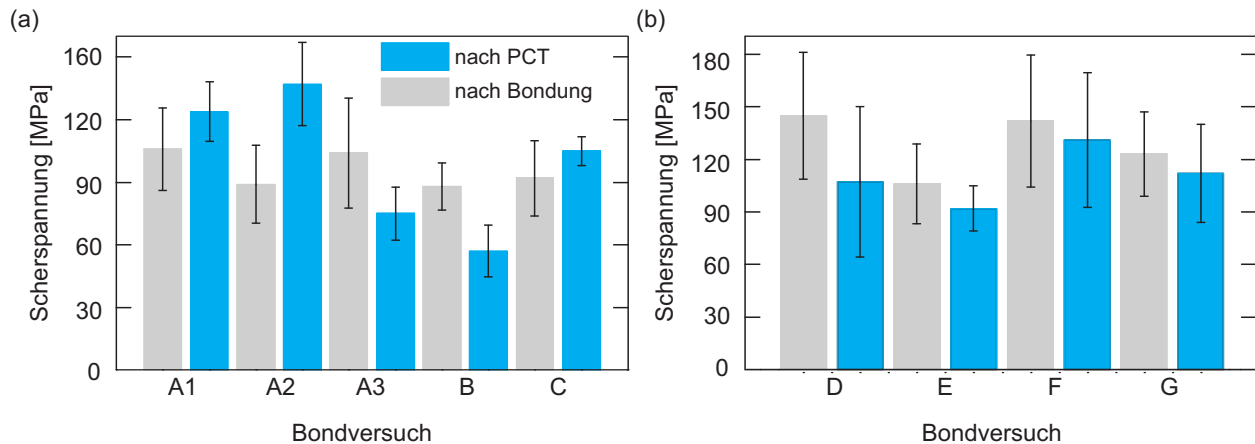 (a)
160
120
90
60
30
0
Scherspannung [MPa]
nach PCT
nach Bondung
A1 A2 A3 B C
Bondversuch
(b)
180
150
120
90
60
30
0
Scherspannung [MPa]
D E F G
Bondversuch